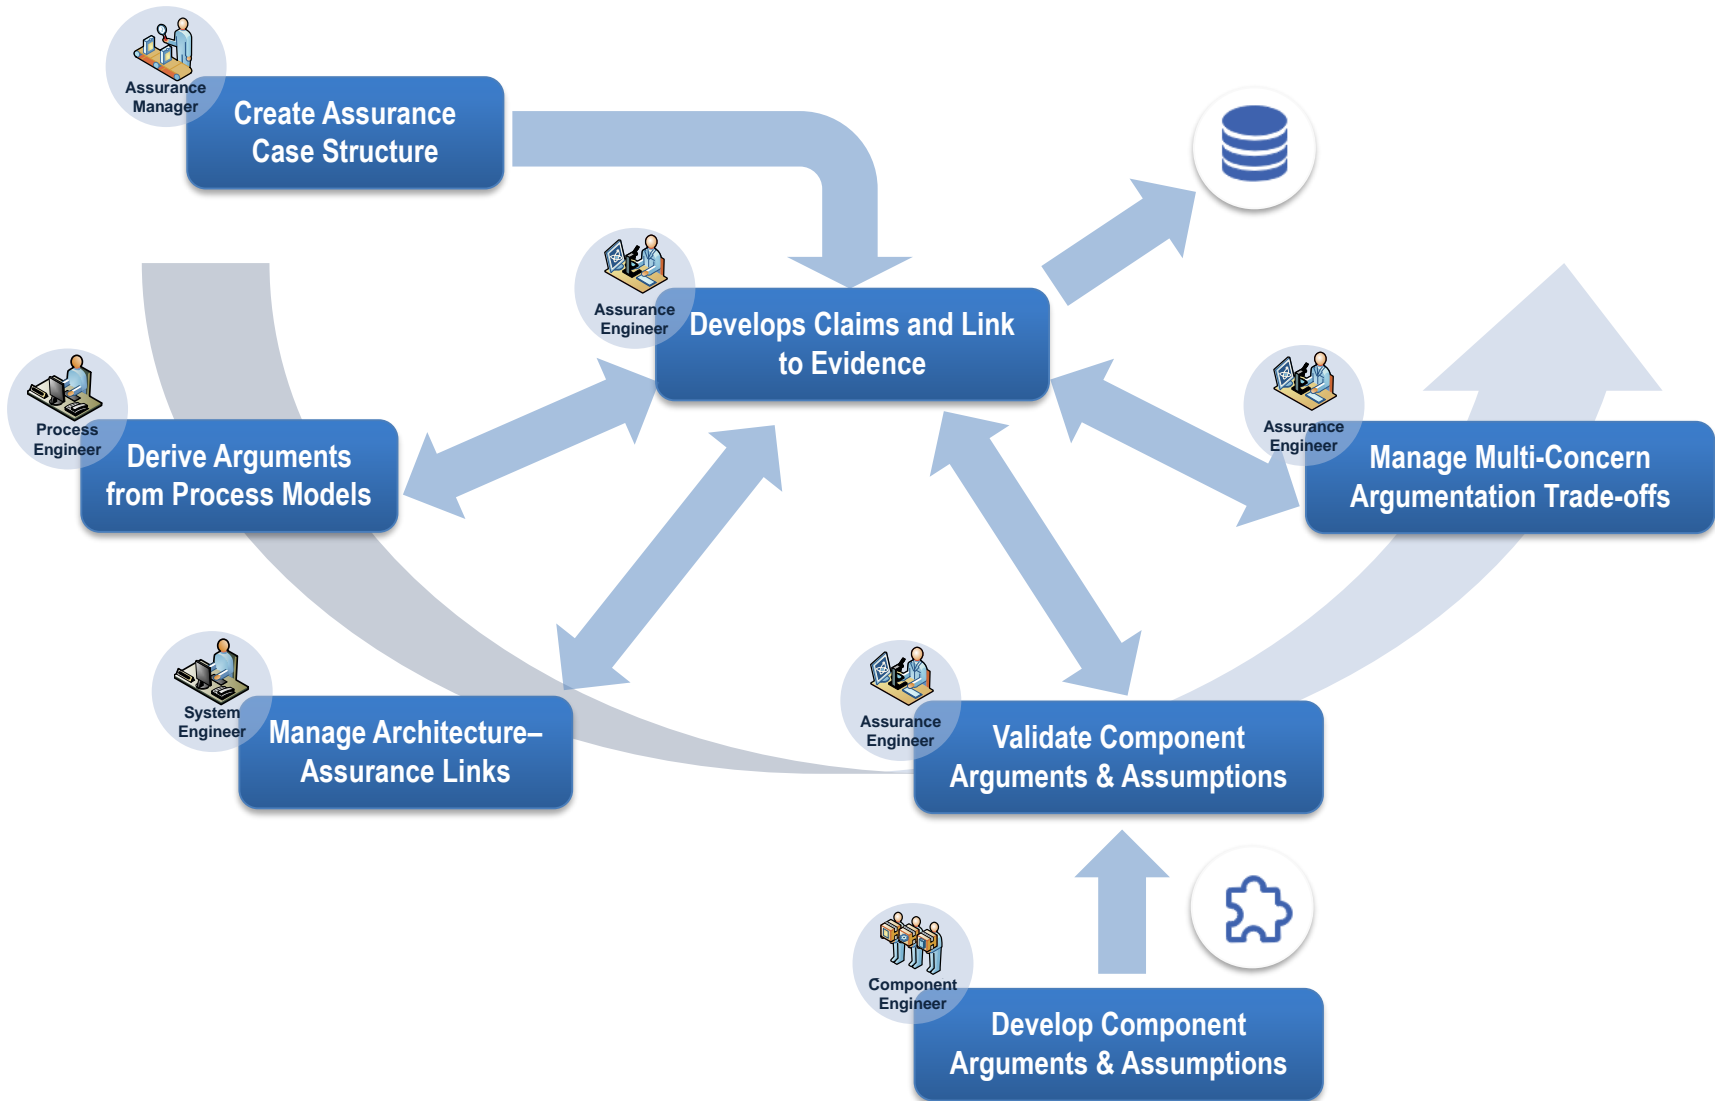 Assurance
Manager
Create Assurance
Case Structure
Assurance
Engineer
Develops Claims and Link
to Evidence
Process
Engineer
Derive Arguments
from Process Models
Assurance
Engineer
Manage Multi-Concern
Argumentation Trade-offs
System
Engineer
Manage Architecture–
Assurance Links
Assurance
Engineer
Validate Component
Arguments & Assumptions
Component
Engineer
Develop Component
Arguments & Assumptions